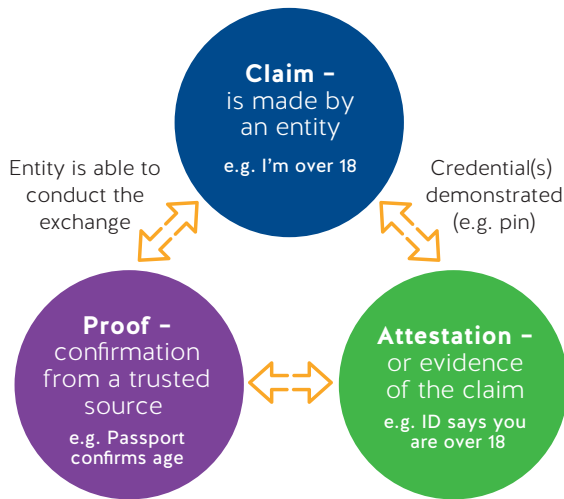 Claim –
is made by
an entity
e.g. I'm over 18
Entity is able to
conduct the
exchange
Credential(s)
demonstrated
(e.g. pin)
Proof –
confirmation
from a trusted
source
e.g. Passport
confirms age
Attestation –
or evidence
of the claim
e.g. ID says you
are over 18